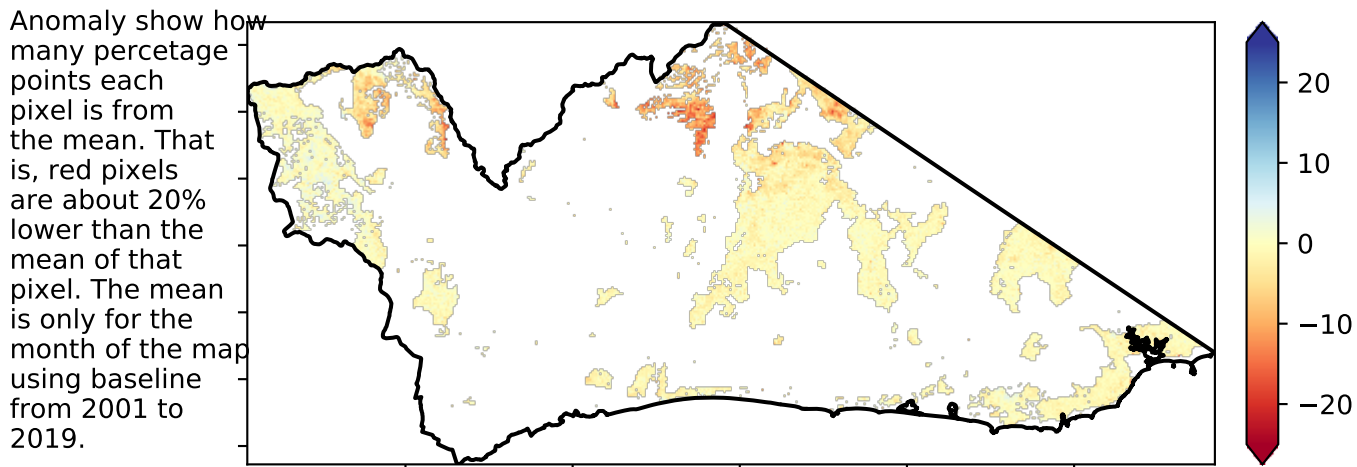 Anomaly show how
many percetage
points each
pixel is from
the mean. That
is, red pixels
are about 20%
lower than the
mean of that
pixel. The mean
is only for the
month of the map
using baseline
from 2001 to
2019.
20
10
0
−10
−20